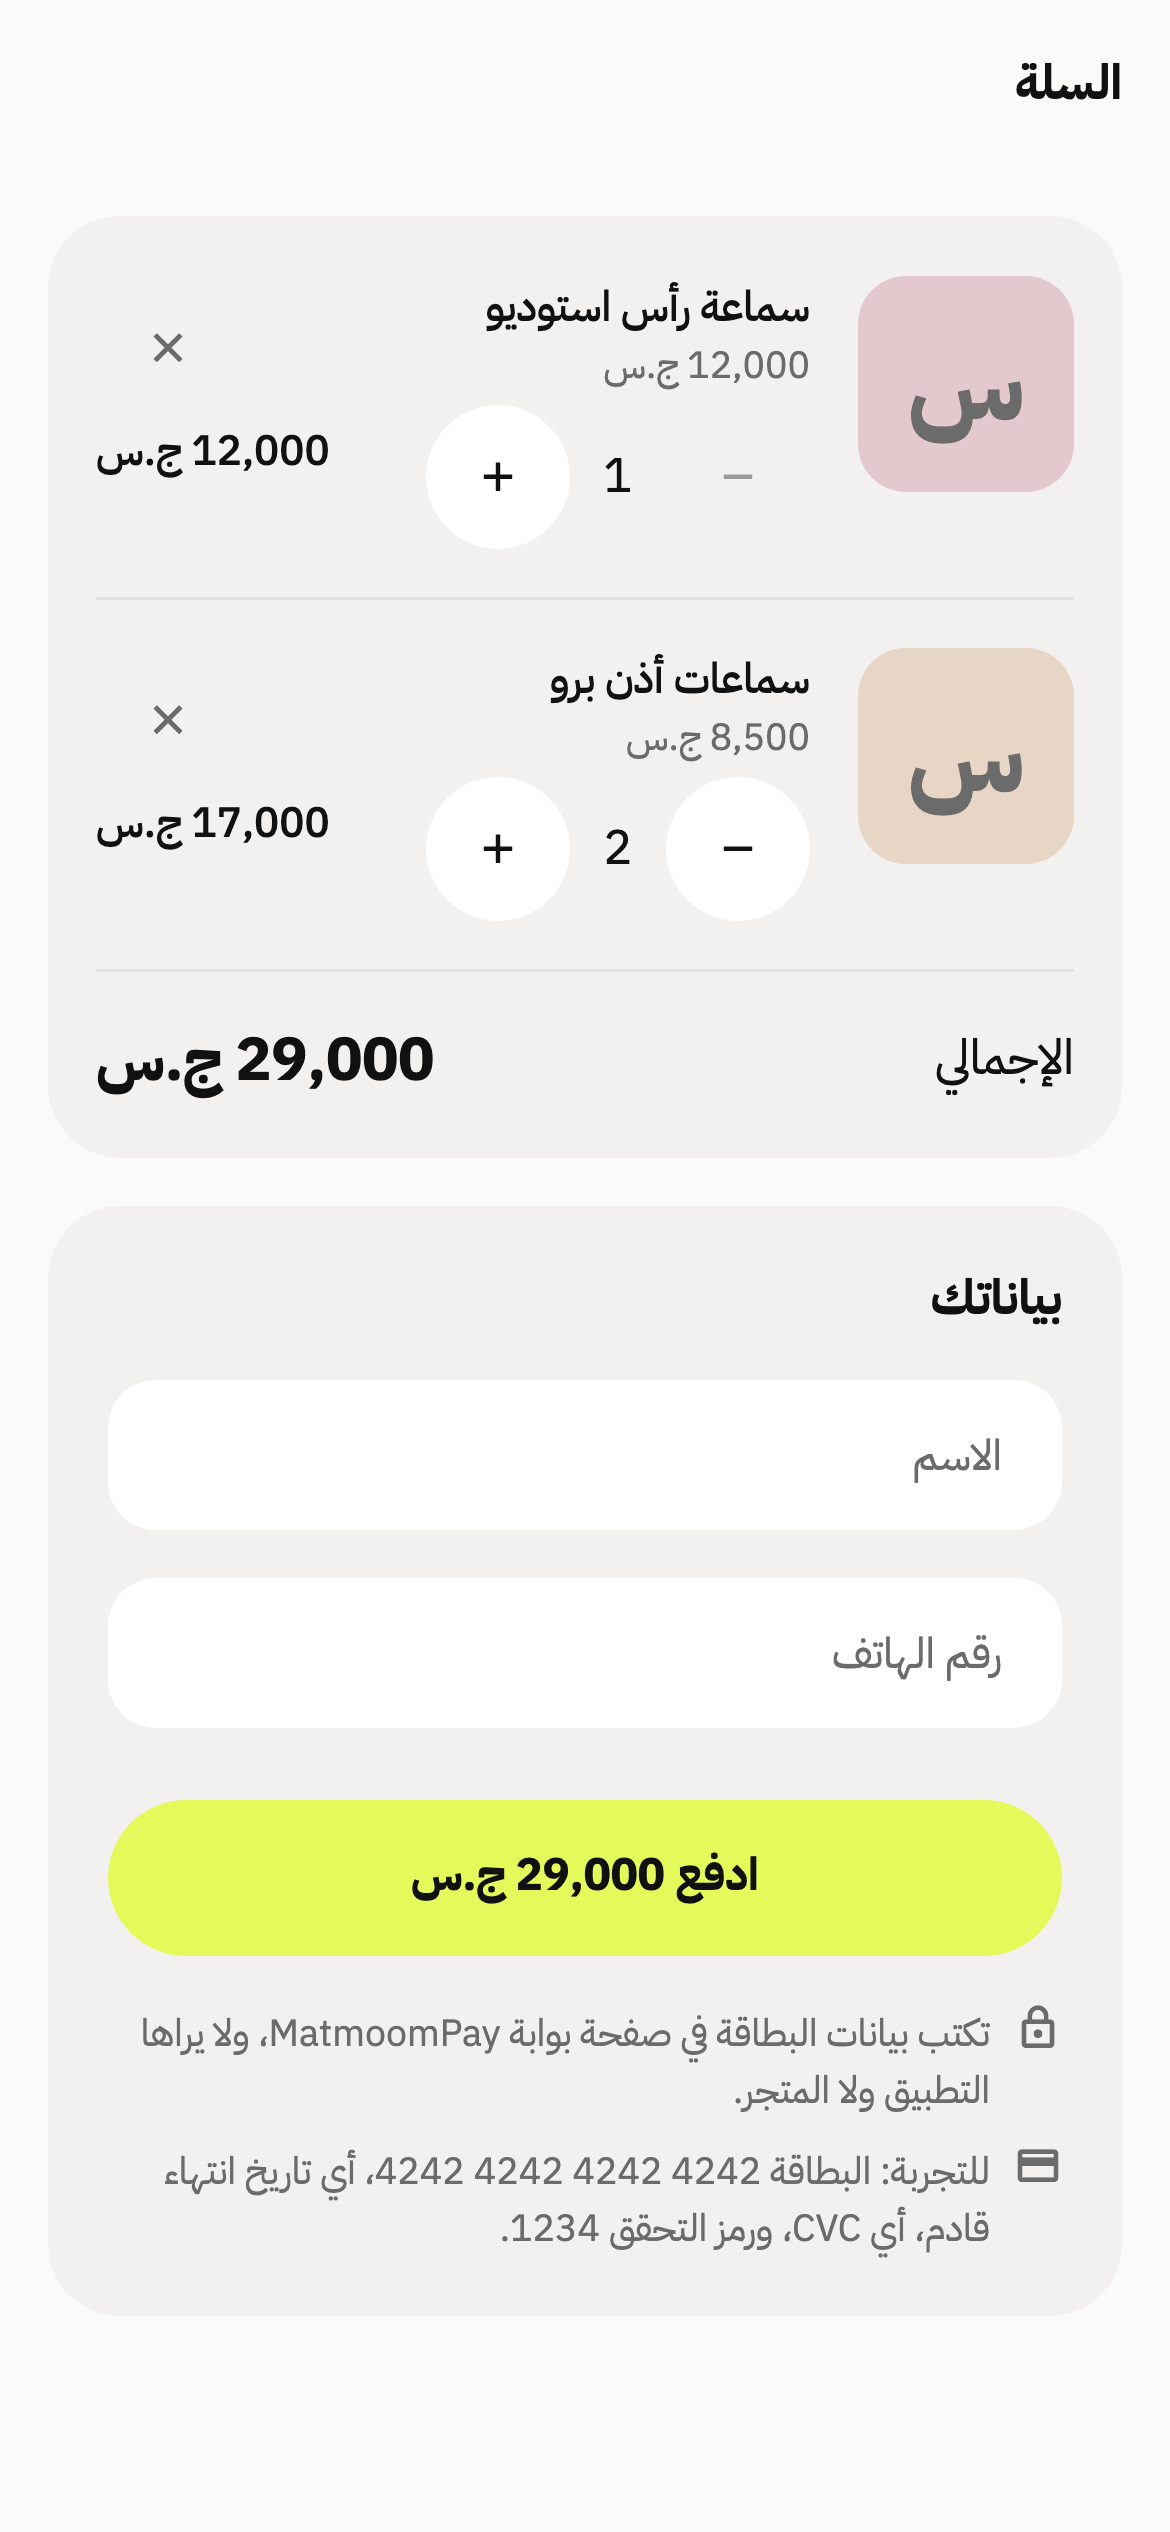 السلة
س
سماعة رأس استوديو
12,000 ج.س
− 1 +
×
12,000 ج.س
س
سماعات أذن برو
8,500 ج.س
− 2 +
×
17,000 ج.س
الإجمالي
29,000 ج.س
بياناتك
الاسم
رقم الهاتف
ادفع 29,000 ج.س
تكتب بيانات البطاقة في صفحة بوابة MatmoomPay، ولا يراها
التطبيق ولا المتجر.
للتجربة: البطاقة 4242 4242 4242 4242، أي تاريخ انتهاء
قادم، أي CVC، ورمز التحقق 1234.